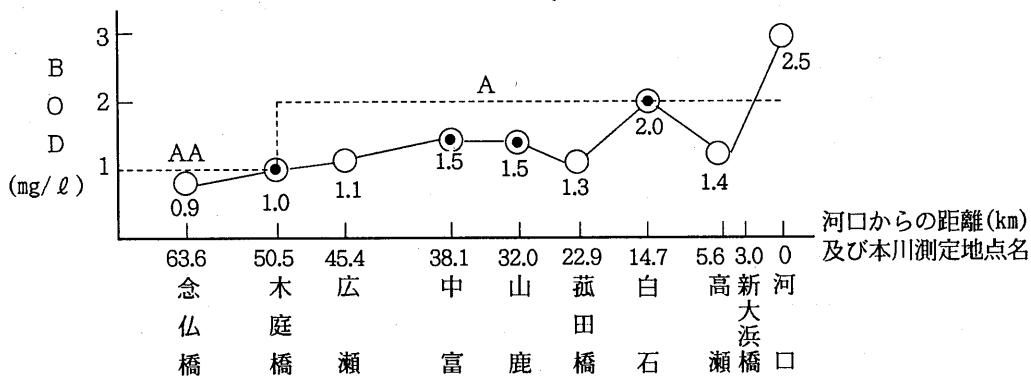 3
2
1
B
O
D
(mg/ℓ)
AA
A
0.9
1.0
1.1
1.5
1.5
1.3
2.0
1.4
2.5
63.6 50.5 45.4 38.1 32.0 22.9 14.7 5.6 3.0 0
河口からの距離(km)
及び本川測定地点名
念仏橋
木庭橋
広瀬
中富
山鹿
菰田橋
白石
高瀬
新大浜橋
河口